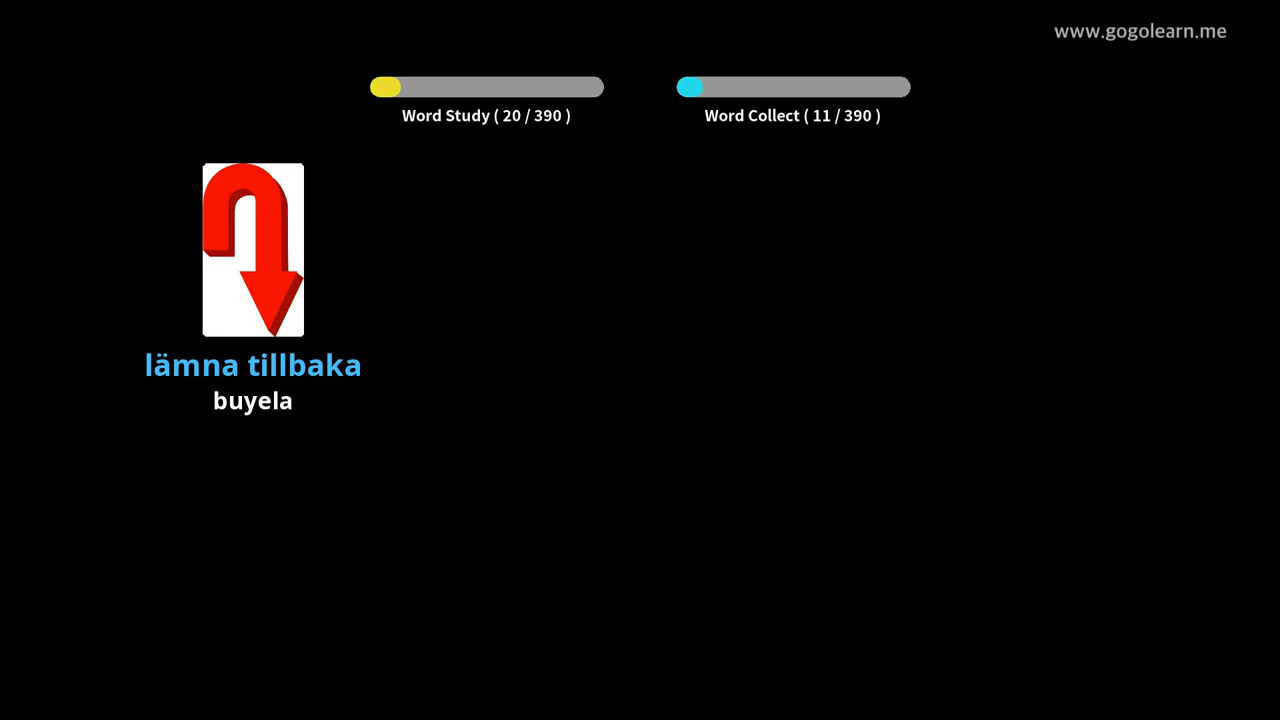 www.gogolearn.me
Word Study ( 20 / 390 )
Word Collect ( 11 / 390 )
lämna tillbaka
buyela